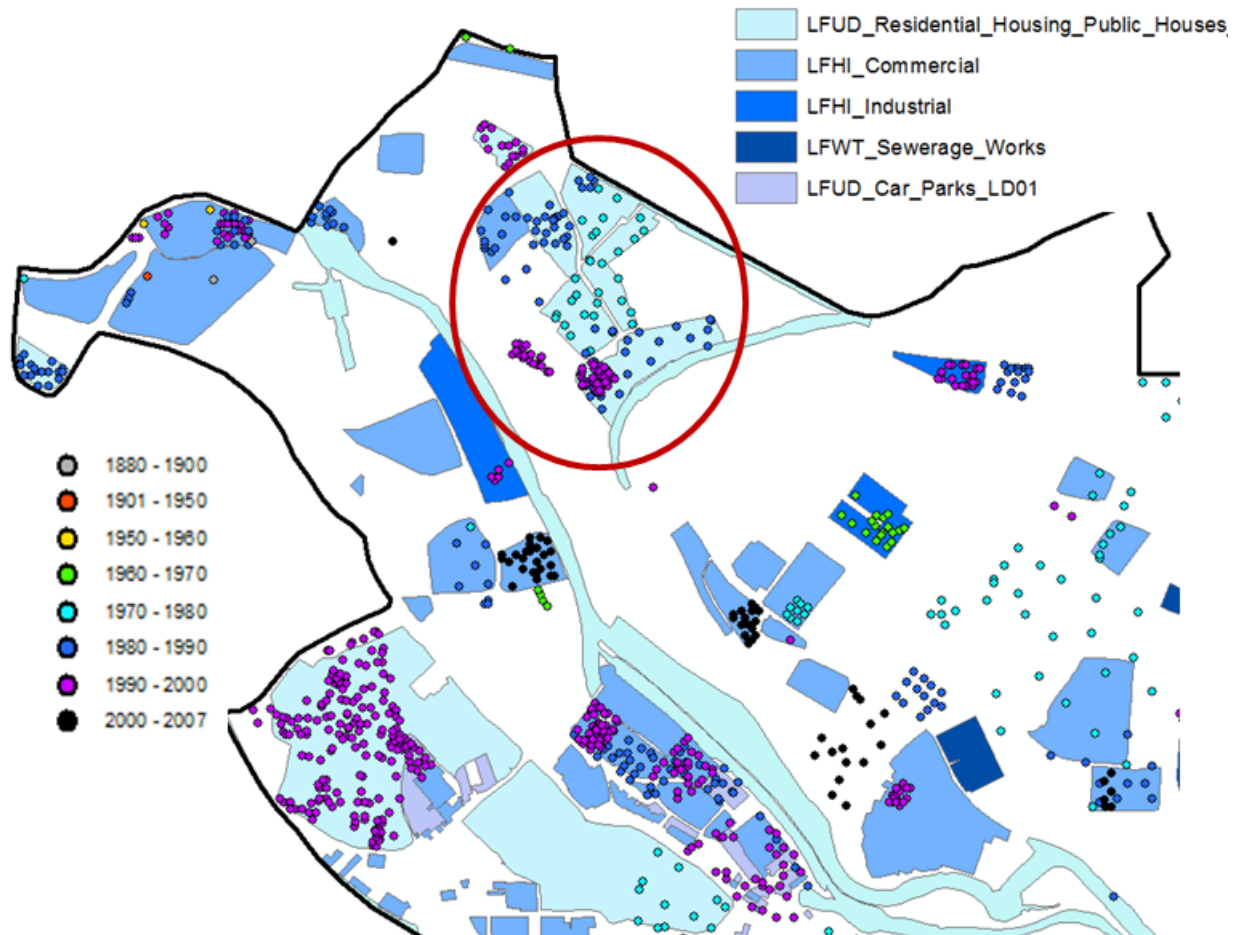 LFUD_Residential_Housing_Public_Houses
LFHI_Commercial
LFHI_Industrial
LFWT_Sewerage_Works
LFUD_Car_Parks_LD01
1880 - 1900
1901 - 1950
1950 - 1960
1960 - 1970
1970 - 1980
1980 - 1990
1990 - 2000
2000 - 2007